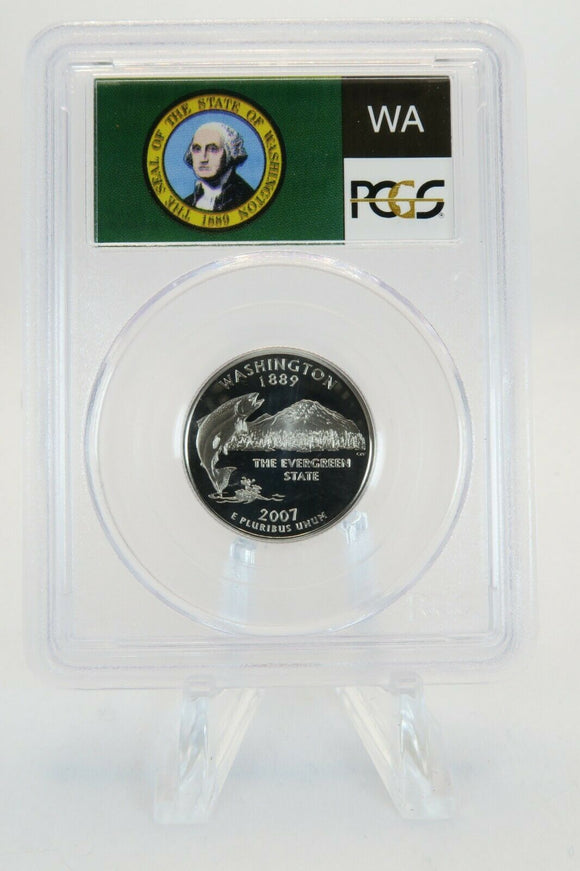 THE SEAL OF THE STATE OF WASHINGTON
1889
WA
PCGS
WASHINGTON
1889
THE EVERGREEN
STATE
2007
E PLURIBUS UNUM